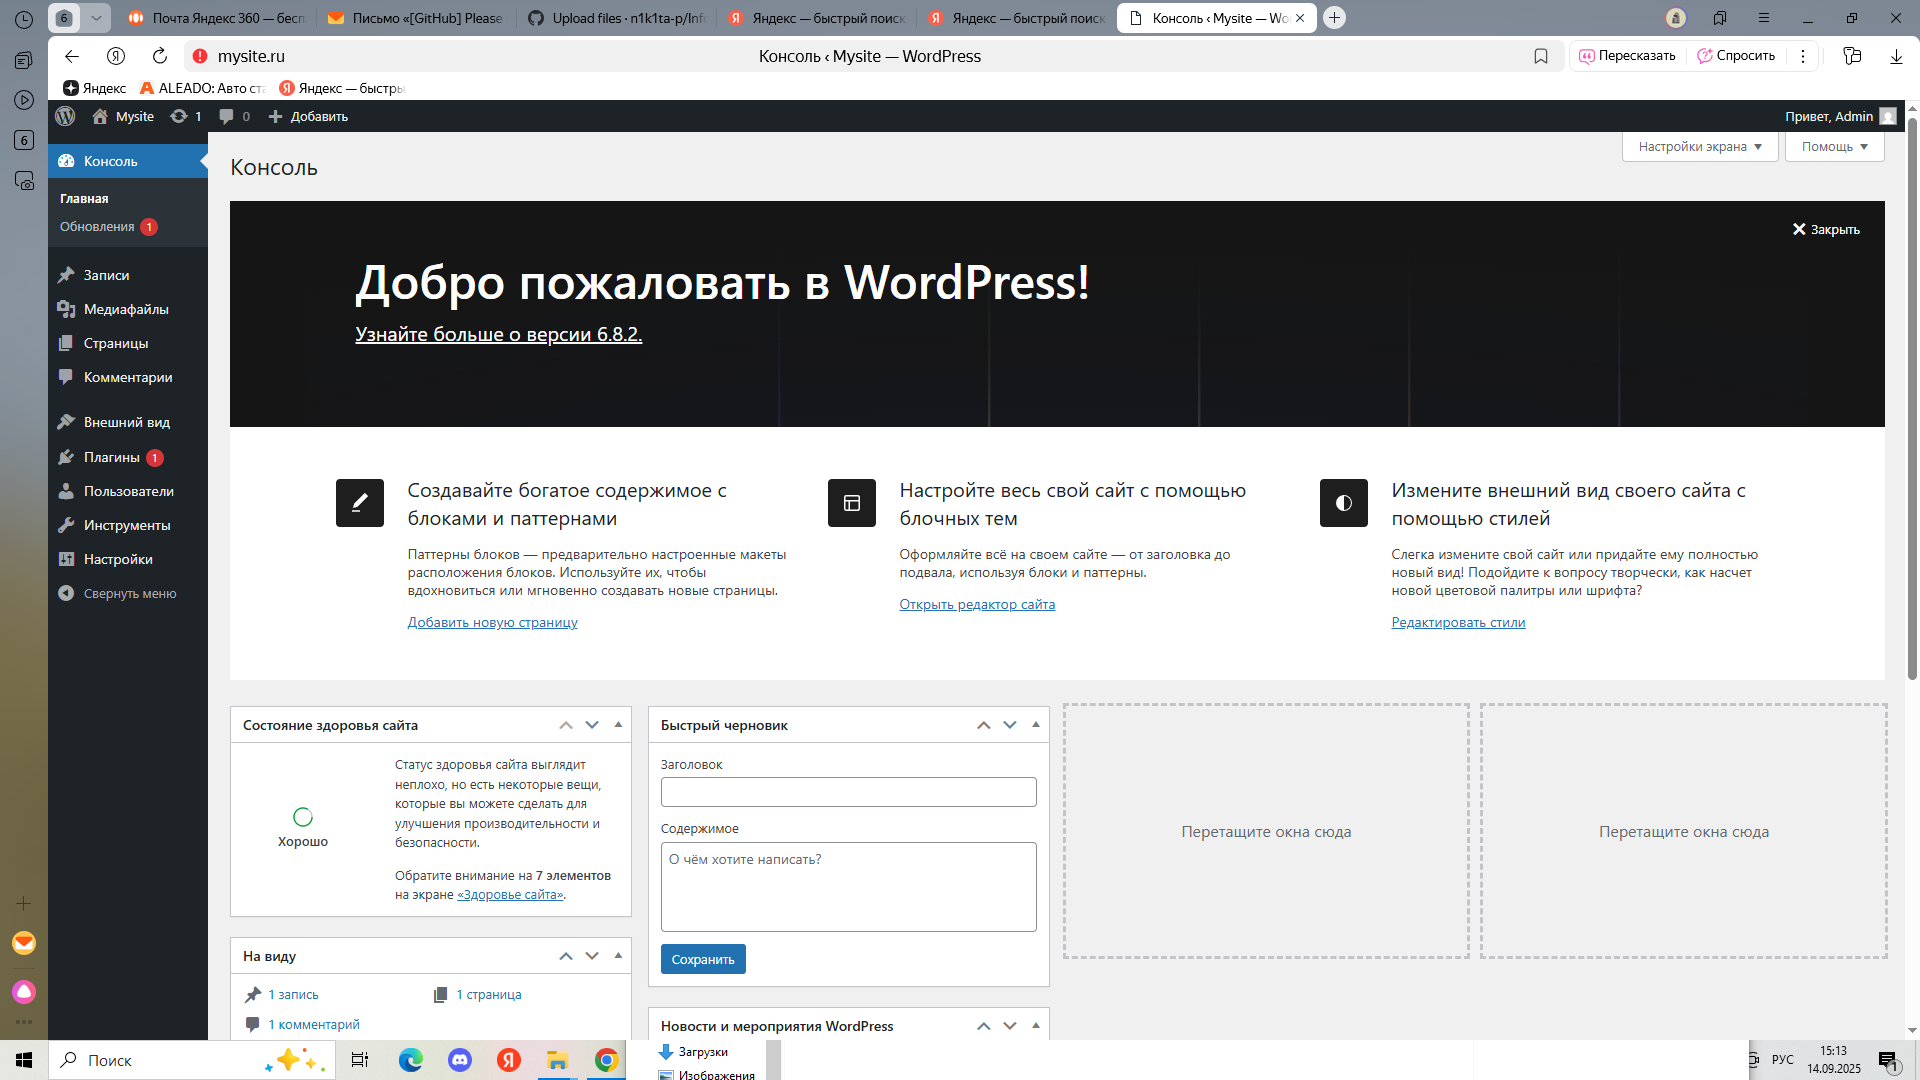 6
Почта Яндекс 360 — бесп
Письмо «[GitHub] Please
Upload files · n1k1ta-p/Info
Яндекс — быстрый поиск
Яндекс — быстрый поиск
Консоль ‹ Mysite — Wo
mysite.ru
Консоль ‹ Mysite — WordPress
Пересказать
Спросить
Яндекс
ALEADO: Авто ста
Яндекс — быстры
6
Mysite
1
0
Добавить
Привет, Admin
Консоль
Главная
Обновления 1
Записи
Медиафайлы
Страницы
Комментарии
Внешний вид
Плагины 1
Пользователи
Инструменты
Настройки
Свернуть меню
Консоль
Настройки экрана
Помощь
Закрыть
Добро пожаловать в WordPress!
Узнайте больше о версии 6.8.2.
Создавайте богатое содержимое с
блоками и паттернами
Паттерны блоков — предварительно настроенные макеты
расположения блоков. Используйте их, чтобы
вдохновиться или мгновенно создавать новые страницы.
Добавить новую страницу
Настройте весь свой сайт с помощью
блочных тем
Оформляйте всё на своем сайте — от заголовка до
подвала, используя блоки и паттерны.
Открыть редактор сайта
Измените внешний вид своего сайта с
помощью стилей
Слегка измените свой сайт или придайте ему полностью
новый вид! Подойдите к вопросу творчески, как насчет
новой цветовой палитры или шрифта?
Редактировать стили
Состояние здоровья сайта
Хорошо
Статус здоровья сайта выглядит
неплохо, но есть некоторые вещи,
которые вы можете сделать для
улучшения производительности и
безопасности.
Обратите внимание на 7 элементов
на экране «Здоровье сайта».
На виду
1 запись
1 страница
1 комментарий
Быстрый черновик
Заголовок
Содержимое
О чём хотите написать?
Сохранить
Новости и мероприятия WordPress
Перетащите окна сюда
Перетащите окна сюда
Поиск
Загрузки
Изображения
РУС
15:13
14.09.2025
1